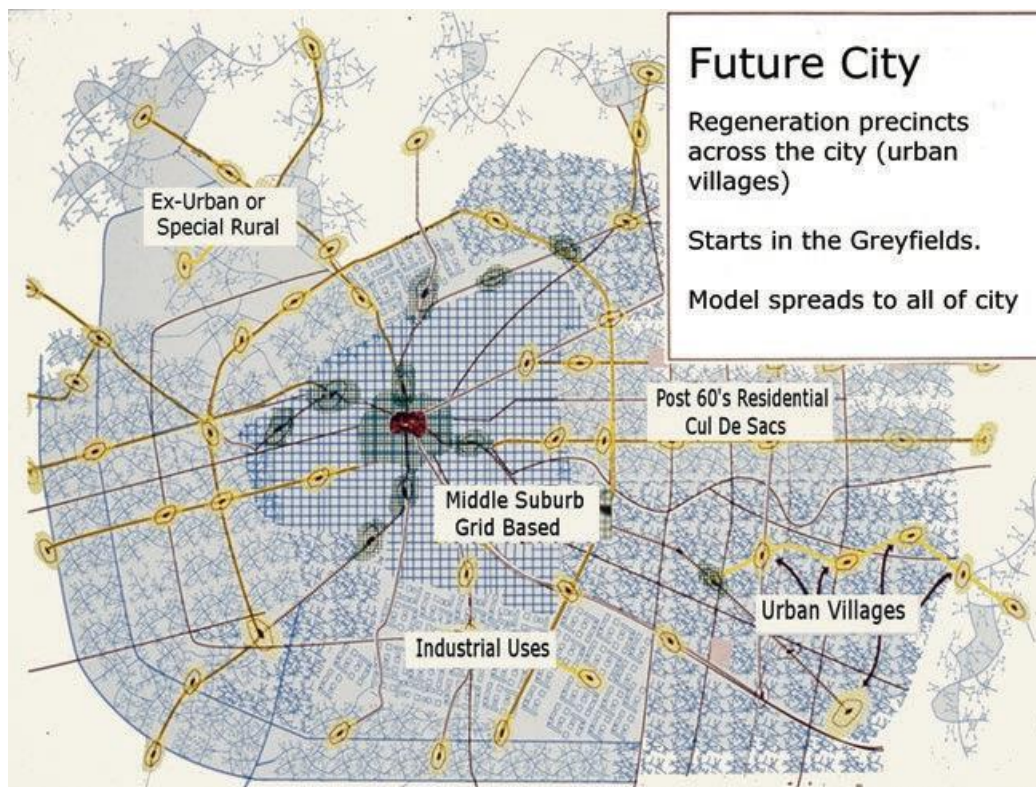 Future City
Regeneration precincts
across the city (urban
villages)
Starts in the Greyfields.
Model spreads to all of city
Ex-Urban or
Special Rural
Post 60's Residential
Cul De Sacs
Middle Suburb
Grid Based
Urban Villages
Industrial Uses